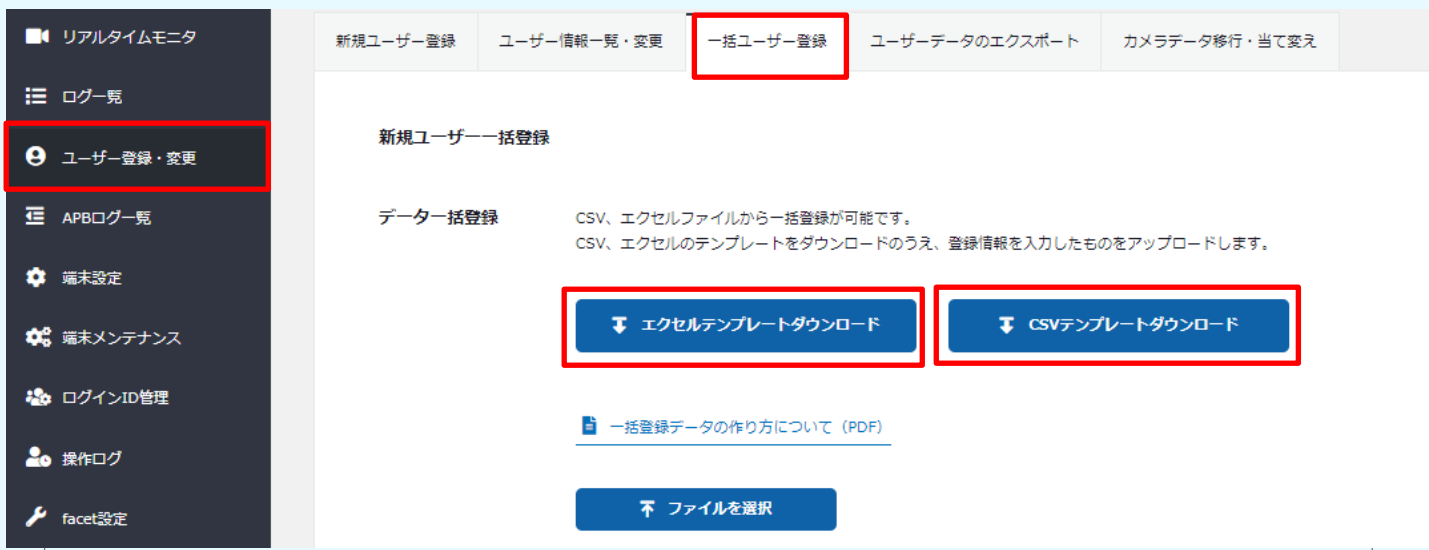 リアルタイムモニタ
ログ一覧
ユーザー登録・変更
APBログ一覧
端末設定
端末メンテナンス
ログインID管理
操作ログ
facet設定
新規ユーザー登録
ユーザー情報一覧・変更
一括ユーザー登録
ユーザーデータのエクスポート
カメラデータ移行・当て変え
新規ユーザー一括登録
データ一括登録
CSV、エクセルファイルから一括登録が可能です。
CSV、エクセルのテンプレートをダウンロードのうえ、登録情報を入力したものをアップロードします。
エクセルテンプレートダウンロード
CSVテンプレートダウンロード
一括登録データの作り方について（PDF）
ファイルを選択